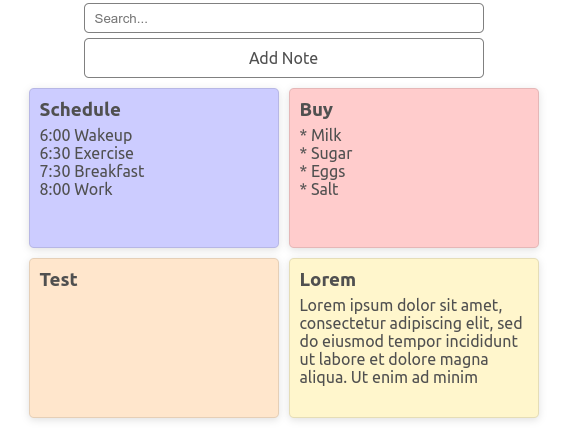 Search...
Add Note
Schedule
6:00 Wakeup
6:30 Exercise
7:30 Breakfast
8:00 Work
Buy
* Milk
* Sugar
* Eggs
* Salt
Test
Lorem
Lorem ipsum dolor sit amet,
consectetur adipiscing elit, sed
do eiusmod tempor incididunt
ut labore et dolore magna
aliqua. Ut enim ad minim